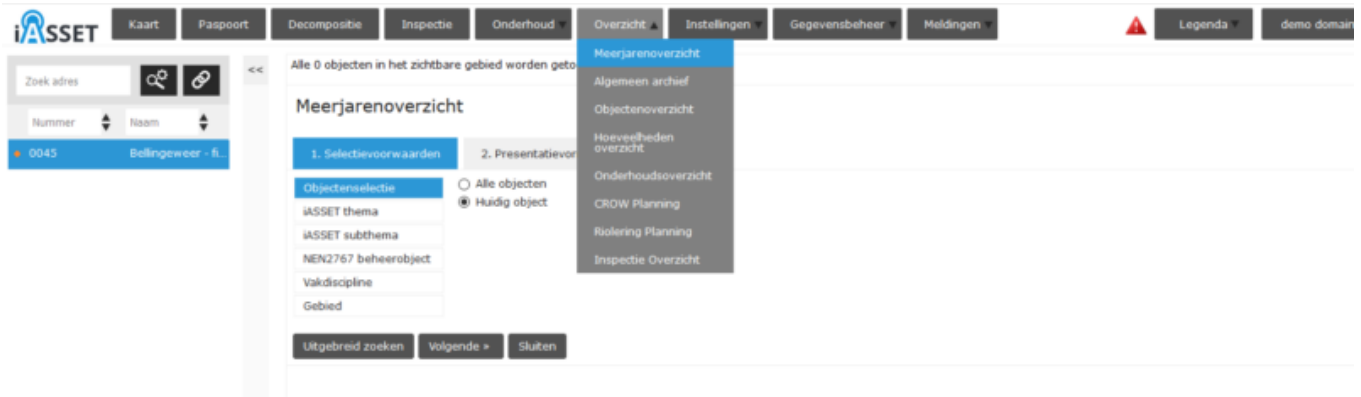 iASSET
Kaart
Paspoort
Decompositie
Inspectie
Onderhoud
Overzicht
Instellingen
Gegevensbeheer
Meldingen
Legenda
demo domain
Zoek adres
<<
Nummer
Naam
0045
Bellingeweer - fi...
Alle 0 objecten in het zichtbare gebied worden
Meerjarenoverzicht
1. Selectievoorwaarden
2.
Objectenselectie
iASSET thema
iASSET subthema
NEN2767 beheerobject
Vakdiscipline
Gebied
Alle objecten
Huidig object
Uitgebreid zoeken
Volgende »
Sluiten
Meerjarenoverzicht
Algemeen archief
Objectenoverzicht
Hoeveelheden
overzicht
Onderhoudsoverzicht
CROW Planning
Riolering Planning
Inspectie Overzicht